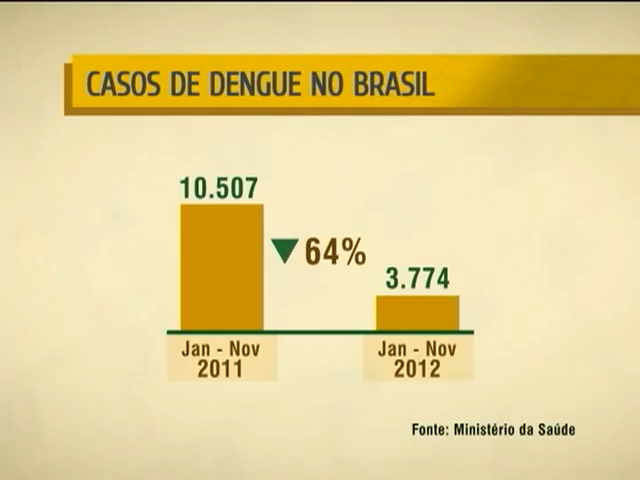 CASOS DE DENGUE NO BRASIL
10.507
64%
3.774
Jan - Nov
2011
Jan - Nov
2012
Fonte: Ministério da Saúde